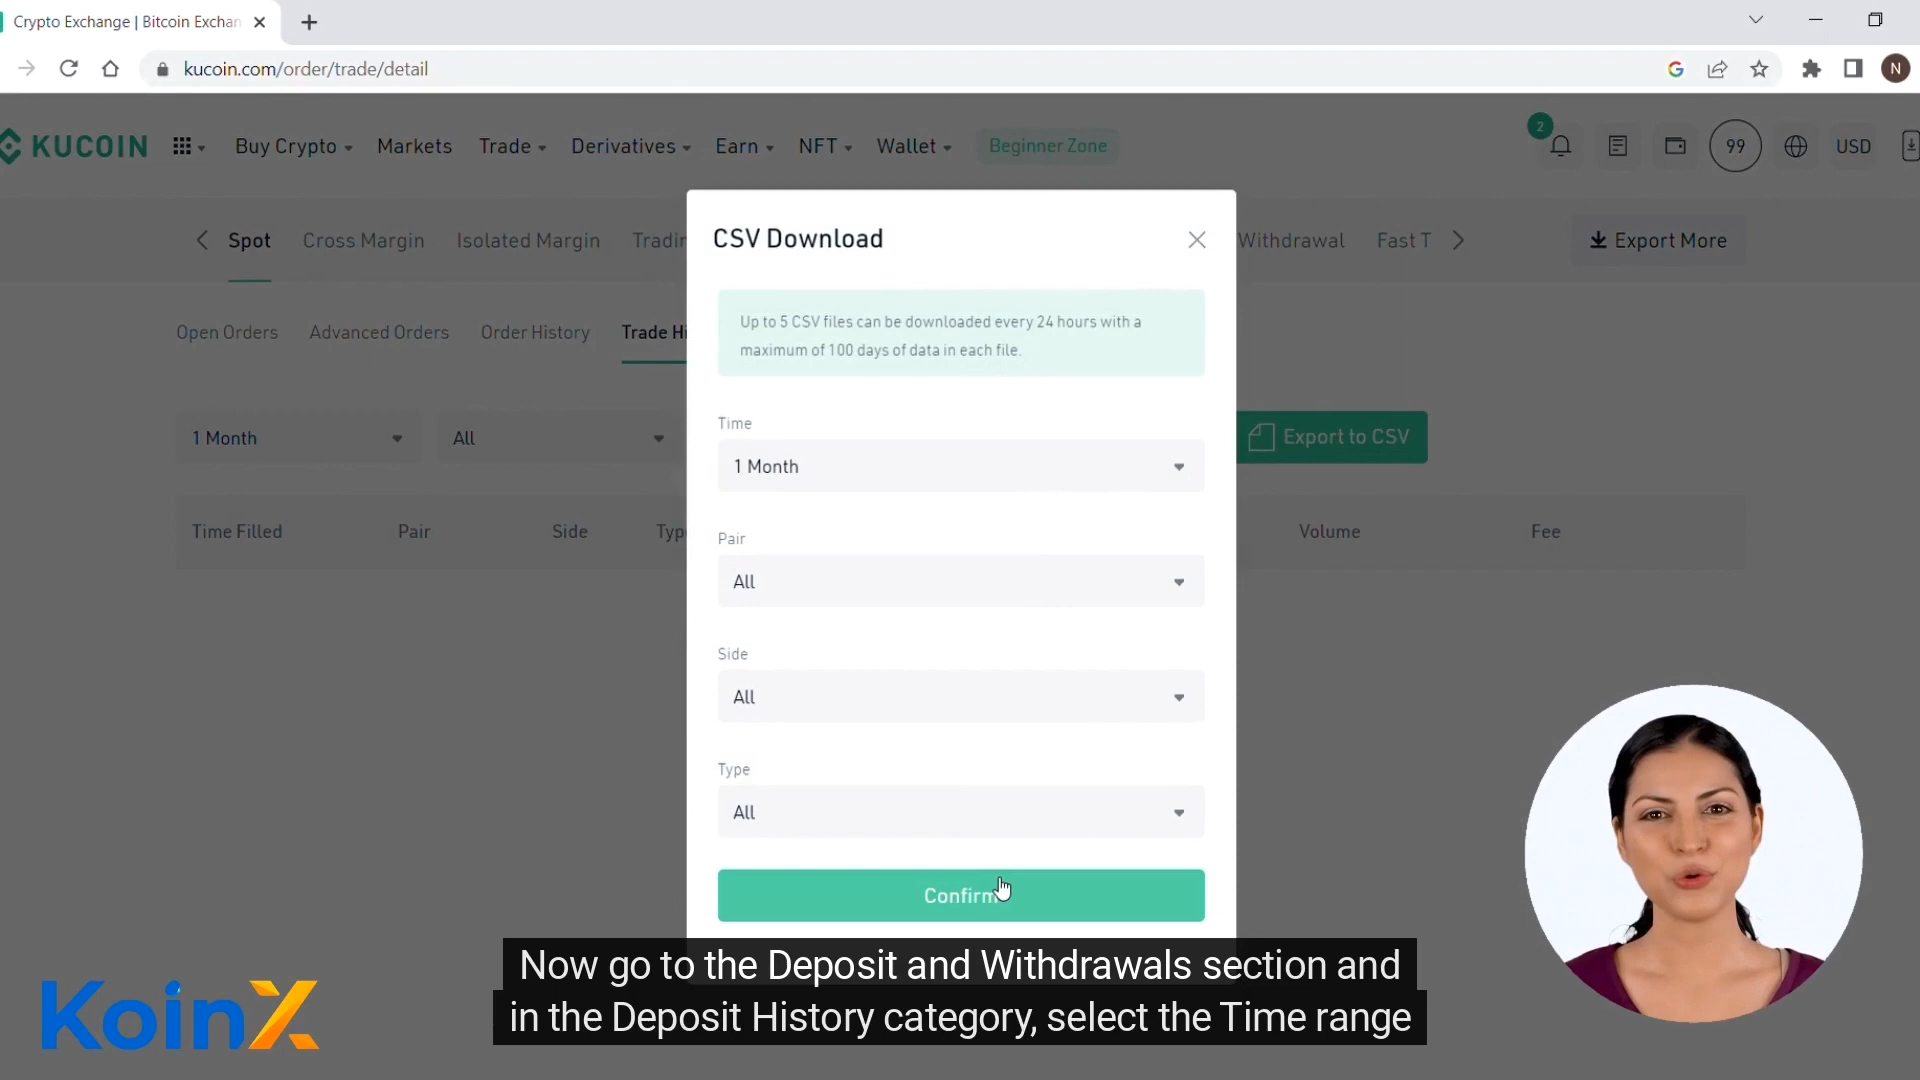 Crypto Exchange | Bitcoin Exchan
kucoin.com/order/trade/detail
N
KUCOIN Buy Crypto Markets Trade Derivatives Earn NFT Wallet Beginner Zone 2 99 USD
Spot Cross Margin Isolated Margin Tradin Withdrawal Fast T Export More
CSV Download
Up to 5 CSV files can be downloaded every 24 hours with a
maximum of 100 days of data in each file.
Open Orders Advanced Orders Order History Trade Hi
Time
1 Month All Export to CSV
1 Month
Time Filled Pair Side Typ Volume Fee
Pair
All
Side
All
Type
All
Confirm
Now go to the Deposit and Withdrawals section and
in the Deposit History category, select the Time range
KoinX